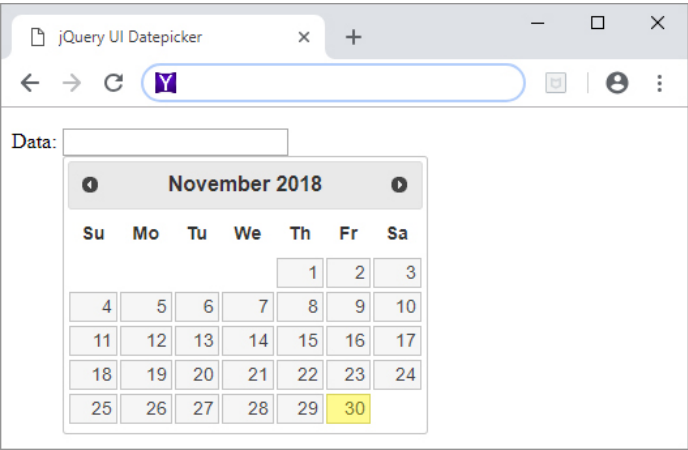 jQuery UI Datepicker
Y
Data:
November 2018
Su Mo Tu We Th Fr Sa
1 2 3
4 5 6 7 8 9 10
11 12 13 14 15 16 17
18 19 20 21 22 23 24
25 26 27 28 29 30